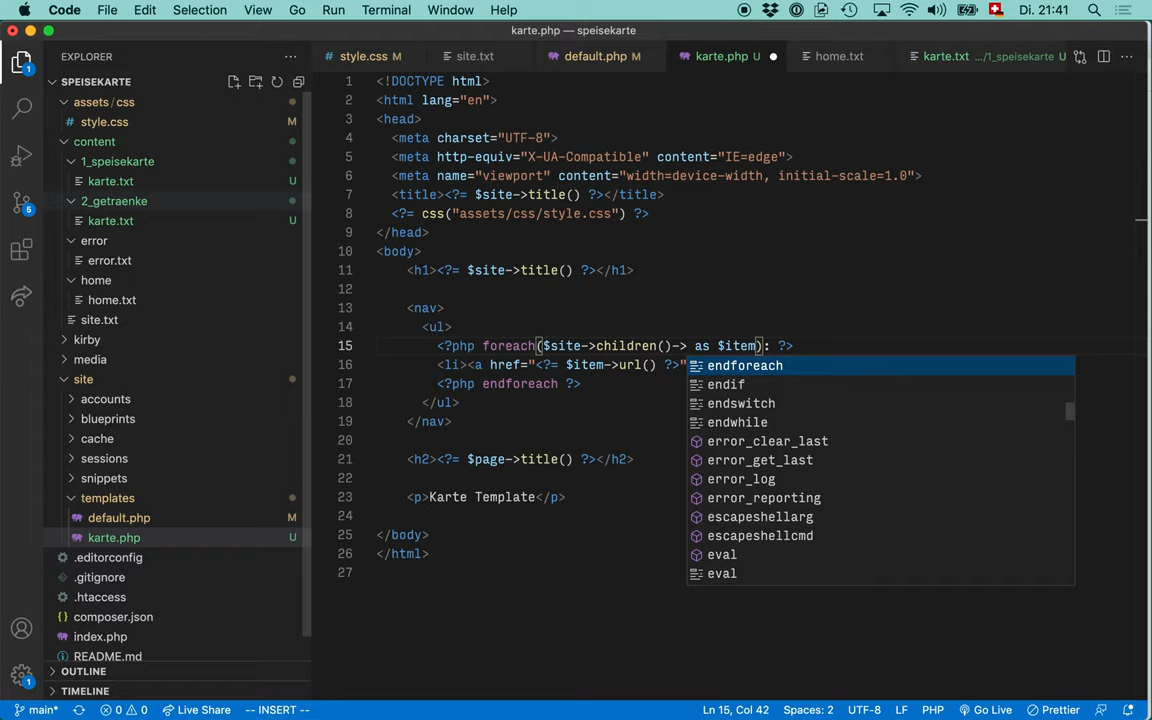 Code File Edit Selection View Go Run Terminal Window Help Di. 21:41
karte.php — speisekarte
EXPLORER
style.css M site.txt default.php M karte.php U home.txt karte.txt .../1_speisekarte U
SPEISEKARTE
assets / css
# style.css M
content
1_speisekarte
karte.txt U
2_getraenke
karte.txt U
error
error.txt
home
home.txt
site.txt
kirby
media
site
accounts
blueprints
cache
sessions
snippets
templates
default.php M
karte.php U
.editorconfig
.gitignore
.htaccess
composer.json
index.php
README.md
OUTLINE
TIMELINE
1
5
1
1 <!DOCTYPE html>
2 <html lang="en">
3 <head>
4 <meta charset="UTF-8">
5 <meta http-equiv="X-UA-Compatible" content="IE=edge">
6 <meta name="viewport" content="width=device-width, initial-scale=1.0">
7 <title><?= $site->title() ?></title>
8 <?= css("assets/css/style.css") ?>
9 </head>
10 <body>
11 <h1><?= $site->title() ?></h1>
12
13 <nav>
14 <ul>
15 <?php foreach($site->children()-> as $item): ?>
16 <li><a href="<?= $item->url() ?>"
17 <?php endforeach ?>
18 </ul>
19 </nav>
20
21 <h2><?= $page->title() ?></h2>
22
23 <p>Karte Template</p>
24
25 </body>
26 </html>
27
endforeach
endif
endswitch
endwhile
error_clear_last
error_get_last
error_log
error_reporting
escapeshellarg
escapeshellcmd
eval
eval
main* 0 0 Live Share -- INSERT -- Ln 15, Col 42 Spaces: 2 UTF-8 LF PHP Go Live Prettier